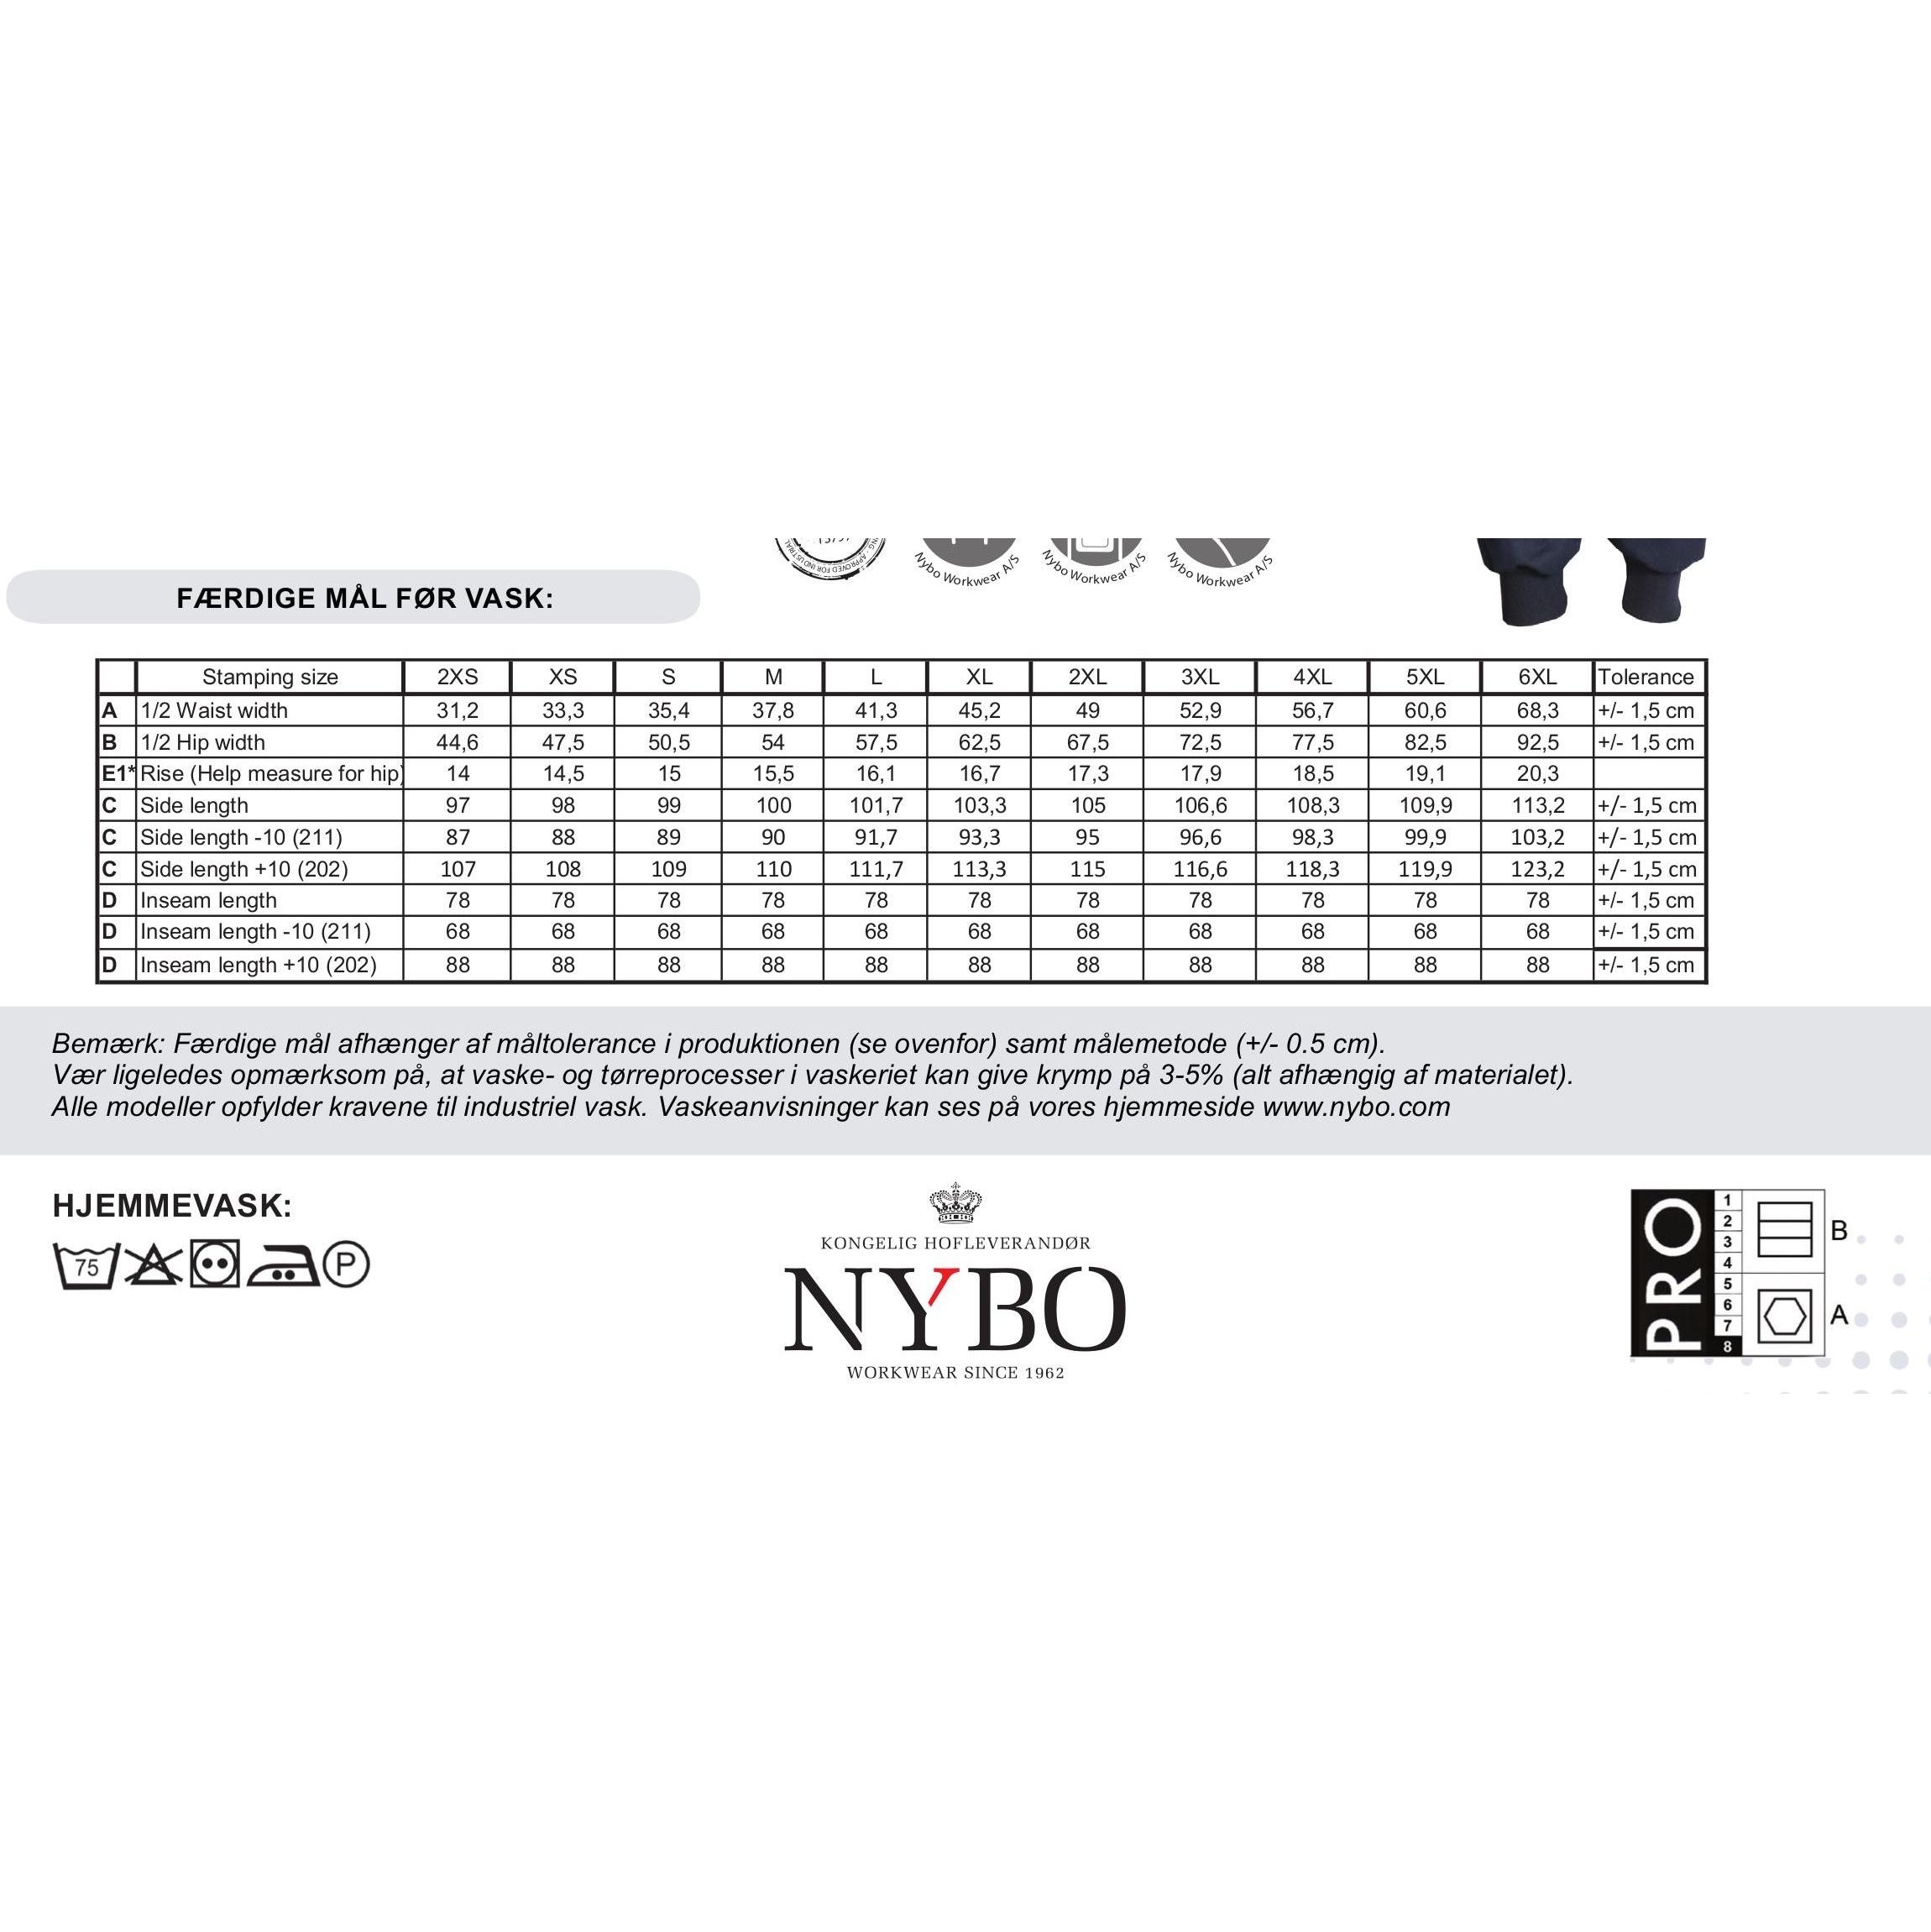 1379
NG · APPROVED FOR INDUSTRIAL
Nybo Workwear A/S
Nybo Workwear A/S
Nybo Workwear A/S
FÆRDIGE MÅL FØR VASK:
Stamping size 2XS XS S M L XL 2XL 3XL 4XL 5XL 6XL Tolerance
A 1/2 Waist width 31,2 33,3 35,4 37,8 41,3 45,2 49 52,9 56,7 60,6 68,3 +/- 1,5 cm
B 1/2 Hip width 44,6 47,5 50,5 54 57,5 62,5 67,5 72,5 77,5 82,5 92,5 +/- 1,5 cm
E1* Rise (Help measure for hip) 14 14,5 15 15,5 16,1 16,7 17,3 17,9 18,5 19,1 20,3
C Side length 97 98 99 100 101,7 103,3 105 106,6 108,3 109,9 113,2 +/- 1,5 cm
C Side length -10 (211) 87 88 89 90 91,7 93,3 95 96,6 98,3 99,9 103,2 +/- 1,5 cm
C Side length +10 (202) 107 108 109 110 111,7 113,3 115 116,6 118,3 119,9 123,2 +/- 1,5 cm
D Inseam length 78 78 78 78 78 78 78 78 78 78 78 +/- 1,5 cm
D Inseam length -10 (211) 68 68 68 68 68 68 68 68 68 68 68 +/- 1,5 cm
D Inseam length +10 (202) 88 88 88 88 88 88 88 88 88 88 88 +/- 1,5 cm
Bemærk: Færdige mål afhænger af måltolerance i produktionen (se ovenfor) samt målemetode (+/- 0.5 cm).
Vær ligeledes opmærksom på, at vaske- og tørreprocesser i vaskeriet kan give krymp på 3-5% (alt afhængig af materialet).
Alle modeller opfylder kravene til industriel vask. Vaskeanvisninger kan ses på vores hjemmeside www.nybo.com
HJEMMEVASK:
75 P
KONGELIG HOFLEVERANDØR
NYBO
WORKWEAR SINCE 1962
PRO
1
2
3
4
5
6
7
8
B
A